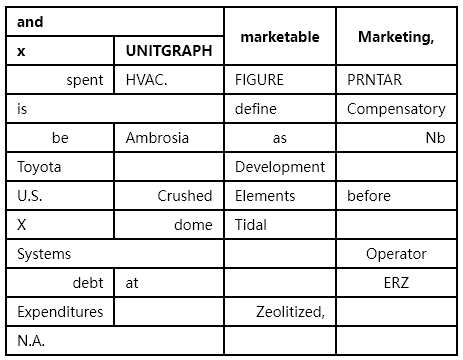 and marketable Marketing,
x UNITGRAPH
spent HVAC. FIGURE PRNTAR
is define Compensatory
be Ambrosia as Nb
Toyota Development
U.S. Crushed Elements before
X dome Tidal
Systems Operator
debt at ERZ
Expenditures Zeolitized,
N.A.